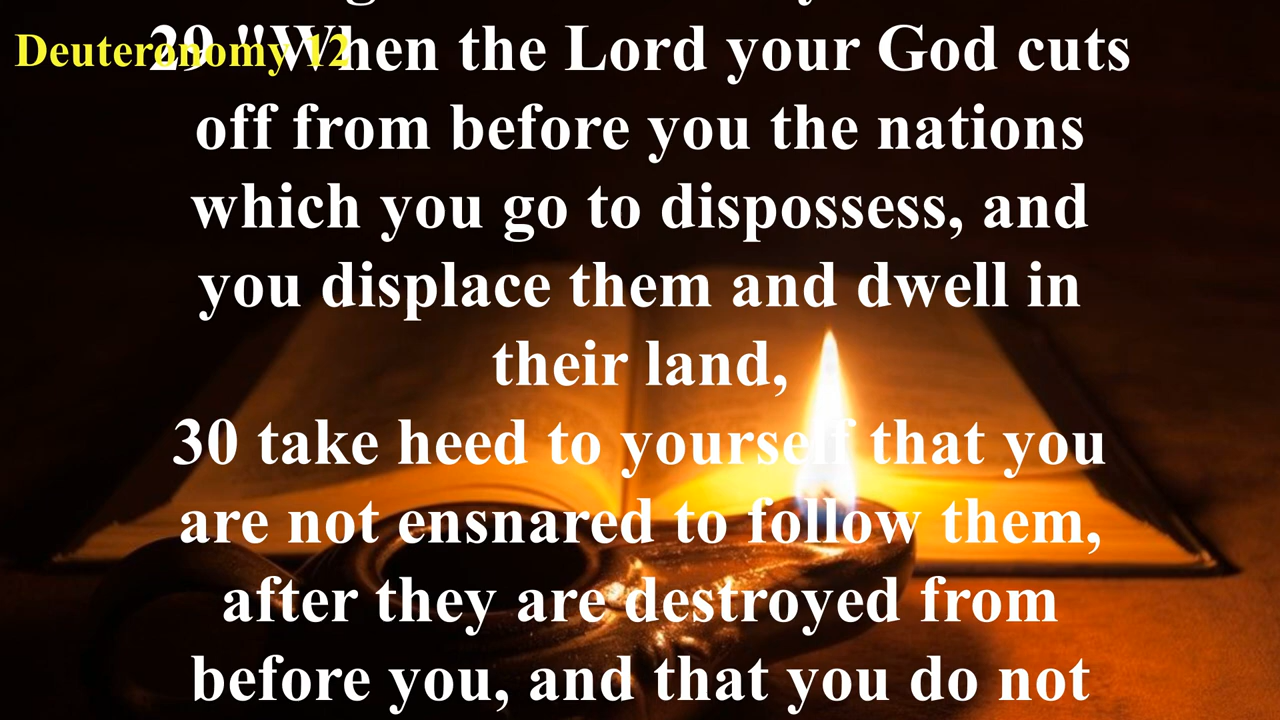 Deuteronomy 12
29 "When the Lord your God cuts
off from before you the nations
which you go to dispossess, and
you displace them and dwell in
their land,
30 take heed to yourself that you
are not ensnared to follow them,
after they are destroyed from
before you, and that you do not